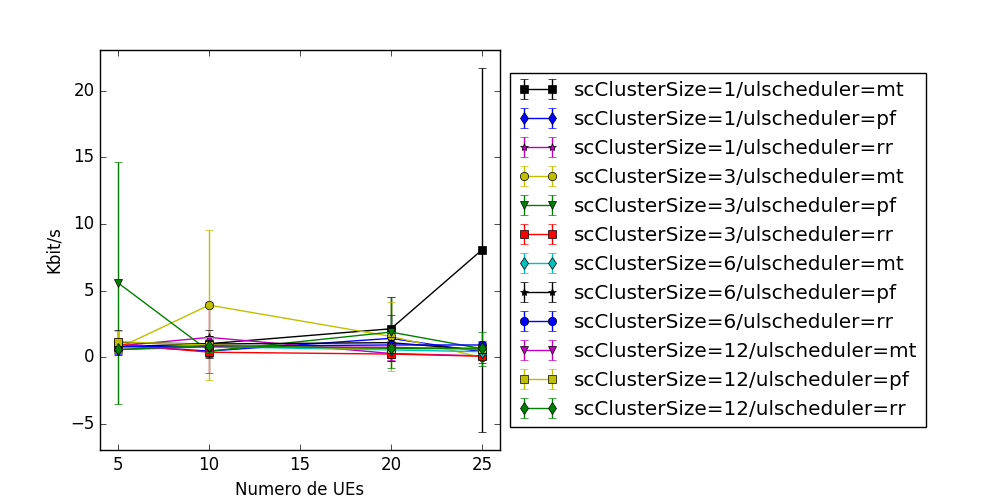 20
15
10
5
0
−5
Kbit/s
5 10 15 20 25
Numero de UEs
scClusterSize=1/ulscheduler=mt
scClusterSize=1/ulscheduler=pf
scClusterSize=1/ulscheduler=rr
scClusterSize=3/ulscheduler=mt
scClusterSize=3/ulscheduler=pf
scClusterSize=3/ulscheduler=rr
scClusterSize=6/ulscheduler=mt
scClusterSize=6/ulscheduler=pf
scClusterSize=6/ulscheduler=rr
scClusterSize=12/ulscheduler=mt
scClusterSize=12/ulscheduler=pf
scClusterSize=12/ulscheduler=rr